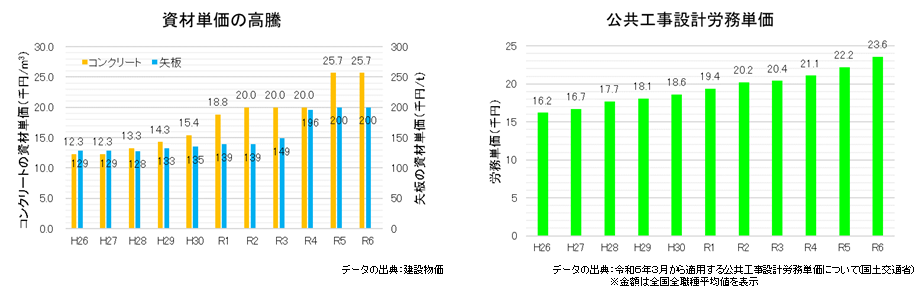 資材単価の高騰
コンクリートの資材単価(千円/m³)
矢板の資材単価(千円/t)
コンクリート 矢板
30.0
25.0
20.0
15.0
10.0
5.0
0.0
300
250
200
150
100
50
0
12.3 12.3 13.3 14.3 15.4 18.8 20.0 20.0 20.0 25.7 25.7
129 129 128 133 135 139 139 149 196 200 200
H26 H27 H28 H29 H30 R1 R2 R3 R4 R5 R6
データの出典:建設物価
公共工事設計労務単価
労務単価(千円)
25
20
15
10
5
0
16.2 16.7 17.7 18.1 18.6 19.4 20.2 20.4 21.1 22.2 23.6
H26 H27 H28 H29 H30 R1 R2 R3 R4 R5 R6
データの出典:令和6年3月から適用する公共工事設計労務単価について(国土交通省)
※金額は全国全職種平均値を表示